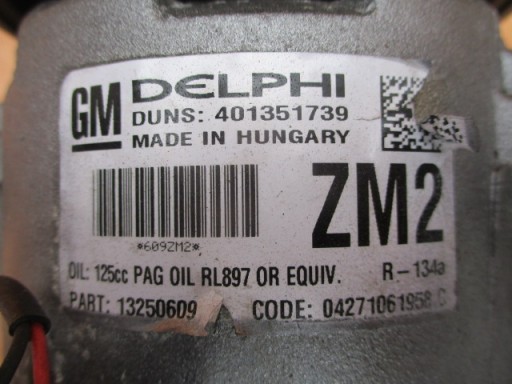 GM DELPHI
DUNS: 401351739
MADE IN HUNGARY
ZM2
*609ZM2*
OIL: 125cc PAG OIL RL897 OR EQUIV. R-134a
PART: 13250609 CODE: 04271061958 C